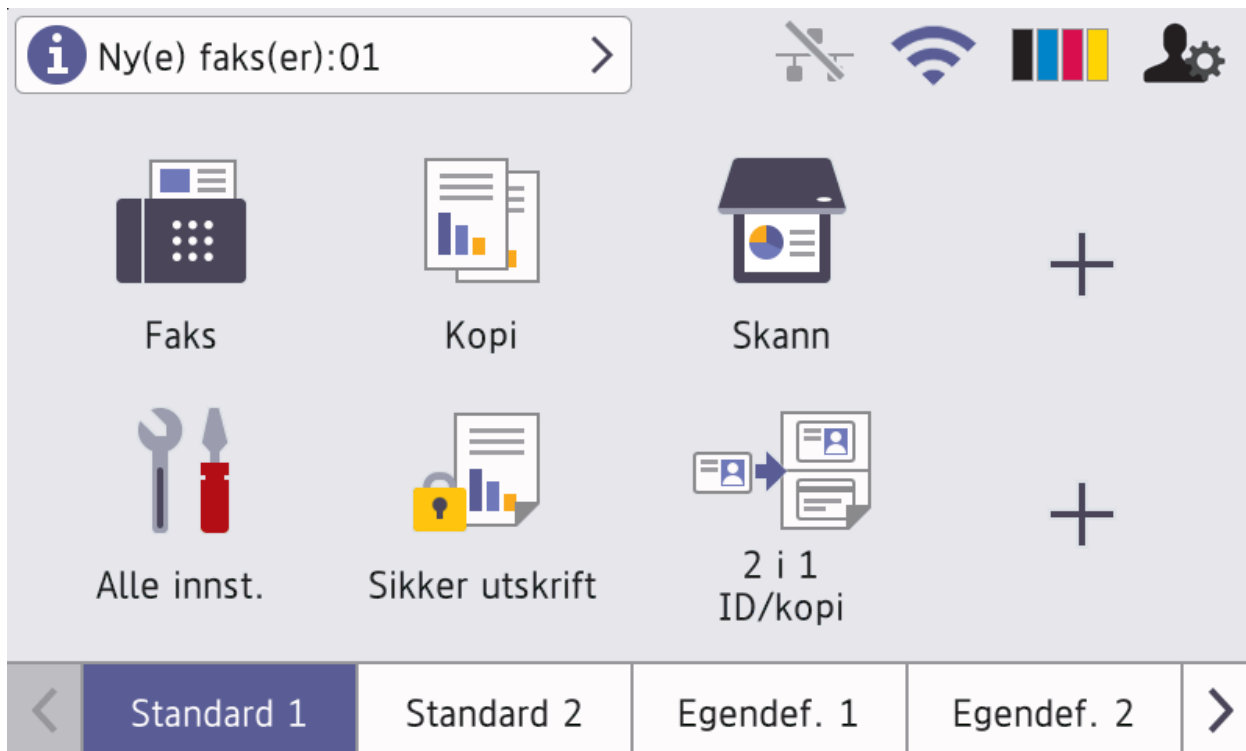 Ny(e) faks(er):01
Faks
Kopi
Skann
Alle innst.
Sikker utskrift
2 i 1
ID/kopi
Standard 1
Standard 2
Egendef. 1
Egendef. 2